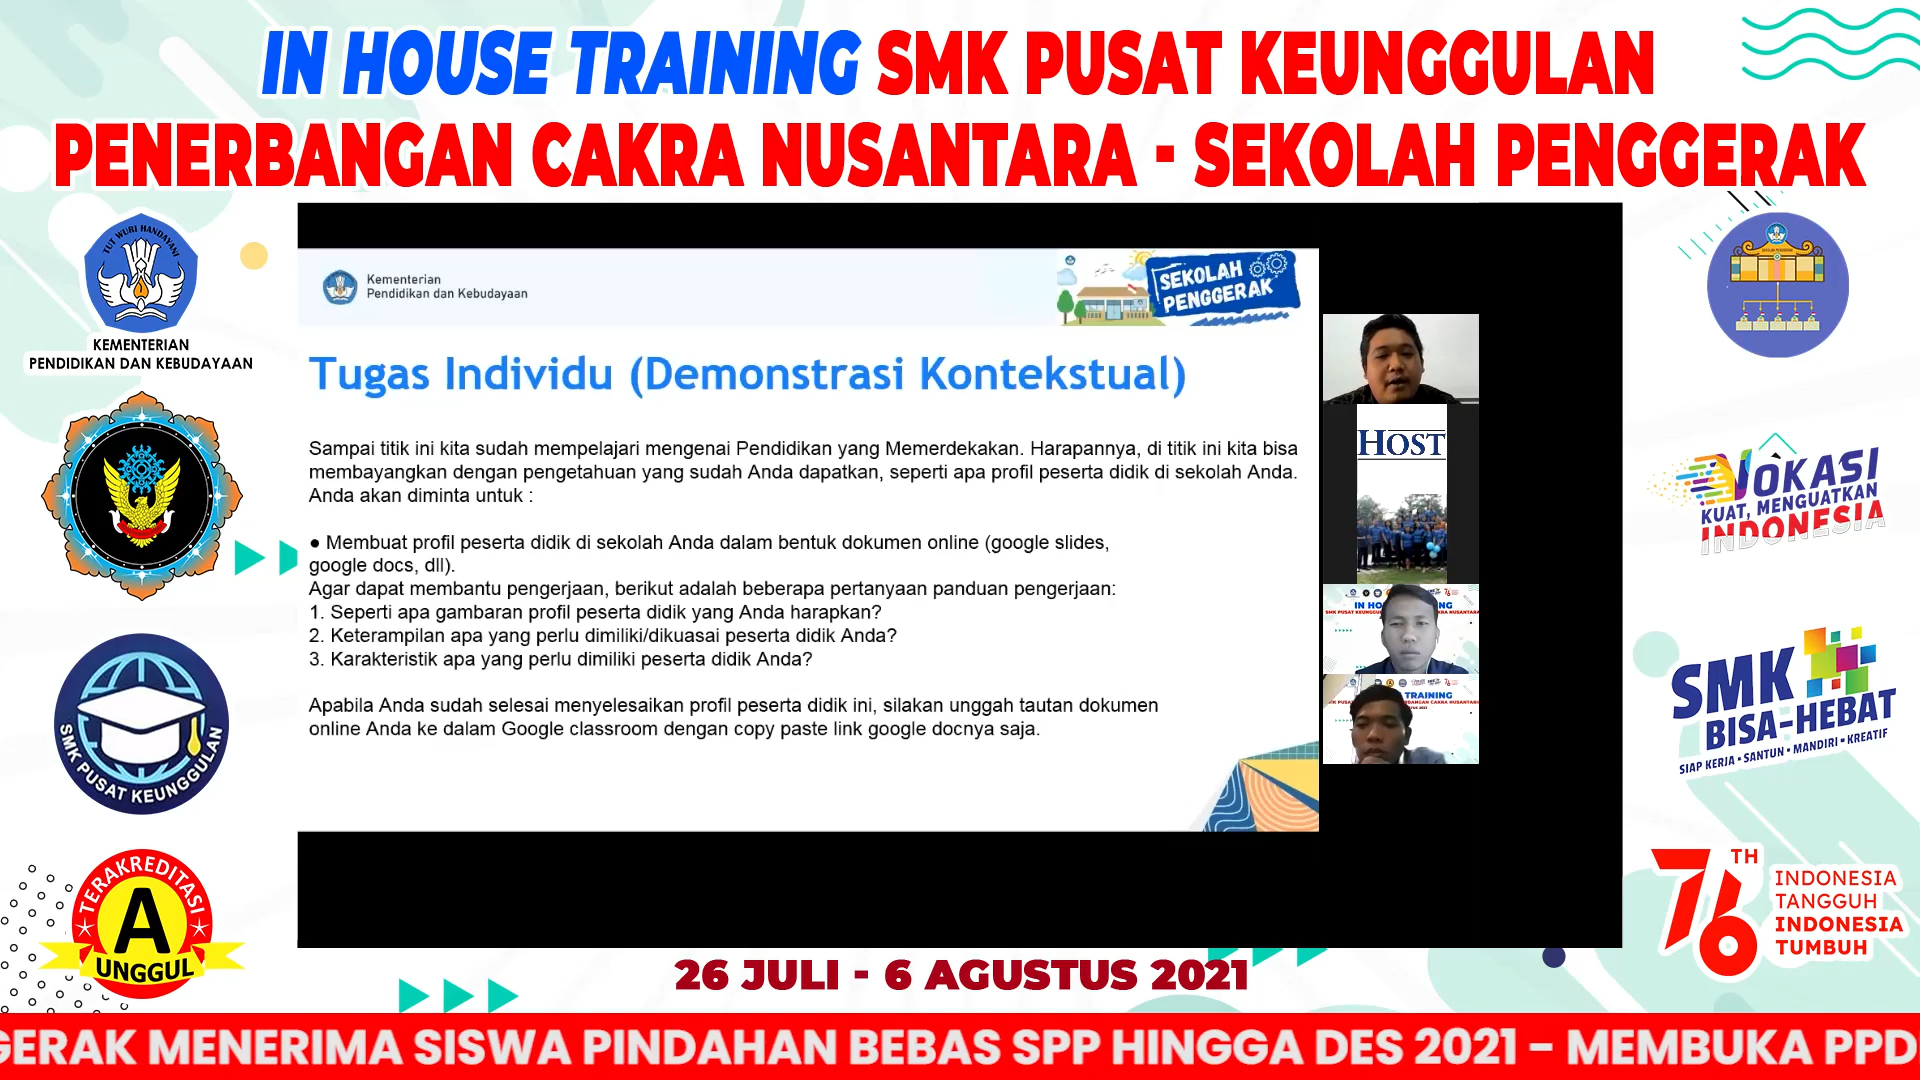 IN HOUSE TRAINING SMK PUSAT KEUNGGULAN
PENERBANGAN CAKRA NUSANTARA - SEKOLAH PENGGERAK
TUT WURI HANDAYANI
KEMENTERIAN
PENDIDIKAN DAN KEBUDAYAAN
SMK PUSAT KEUNGGULAN
TERAKREDITASI
A
UNGGUL
Kementerian
Pendidikan dan Kebudayaan
SEKOLAH
PENGGERAK
Tugas Individu (Demonstrasi Kontekstual)
Sampai titik ini kita sudah mempelajari mengenai Pendidikan yang Memerdekakan. Harapannya, di titik ini kita bisa
membayangkan dengan pengetahuan yang sudah Anda dapatkan, seperti apa profil peserta didik di sekolah Anda.
Anda akan diminta untuk :
● Membuat profil peserta didik di sekolah Anda dalam bentuk dokumen online (google slides,
google docs, dll).
Agar dapat membantu pengerjaan, berikut adalah beberapa pertanyaan panduan pengerjaan:
1. Seperti apa gambaran profil peserta didik yang Anda harapkan?
2. Keterampilan apa yang perlu dimiliki/dikuasai peserta didik Anda?
3. Karakteristik apa yang perlu dimiliki peserta didik Anda?
Apabila Anda sudah selesai menyelesaikan profil peserta didik ini, silakan unggah tautan dokumen
online Anda ke dalam Google classroom dengan copy paste link google docnya saja.
HOST
VOKASI
KUAT, MENGUATKAN
INDONESIA
SMK
BISA-HEBAT
SIAP KERJA • SANTUN • MANDIRI • KREATIF
76 TH
INDONESIA
TANGGUH
INDONESIA
TUMBUH
26 JULI - 6 AGUSTUS 2021
GERAK MENERIMA SISWA PINDAHAN BEBAS SPP HINGGA DES 2021 - MEMBUKA PPD